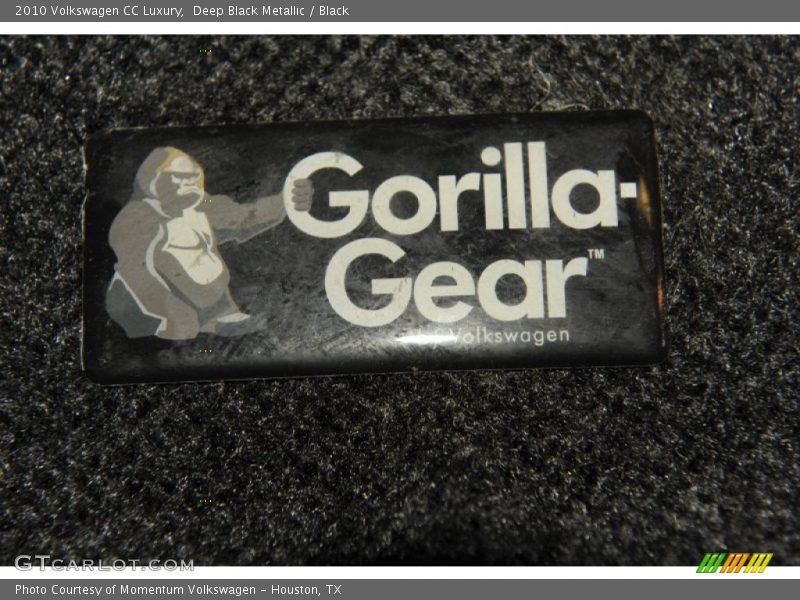 2010 Volkswagen CC Luxury,  Deep Black Metallic / Black
Gorilla-
Gear™
Volkswagen
GTCARLOT.COM
Photo Courtesy of Momentum Volkswagen - Houston, TX